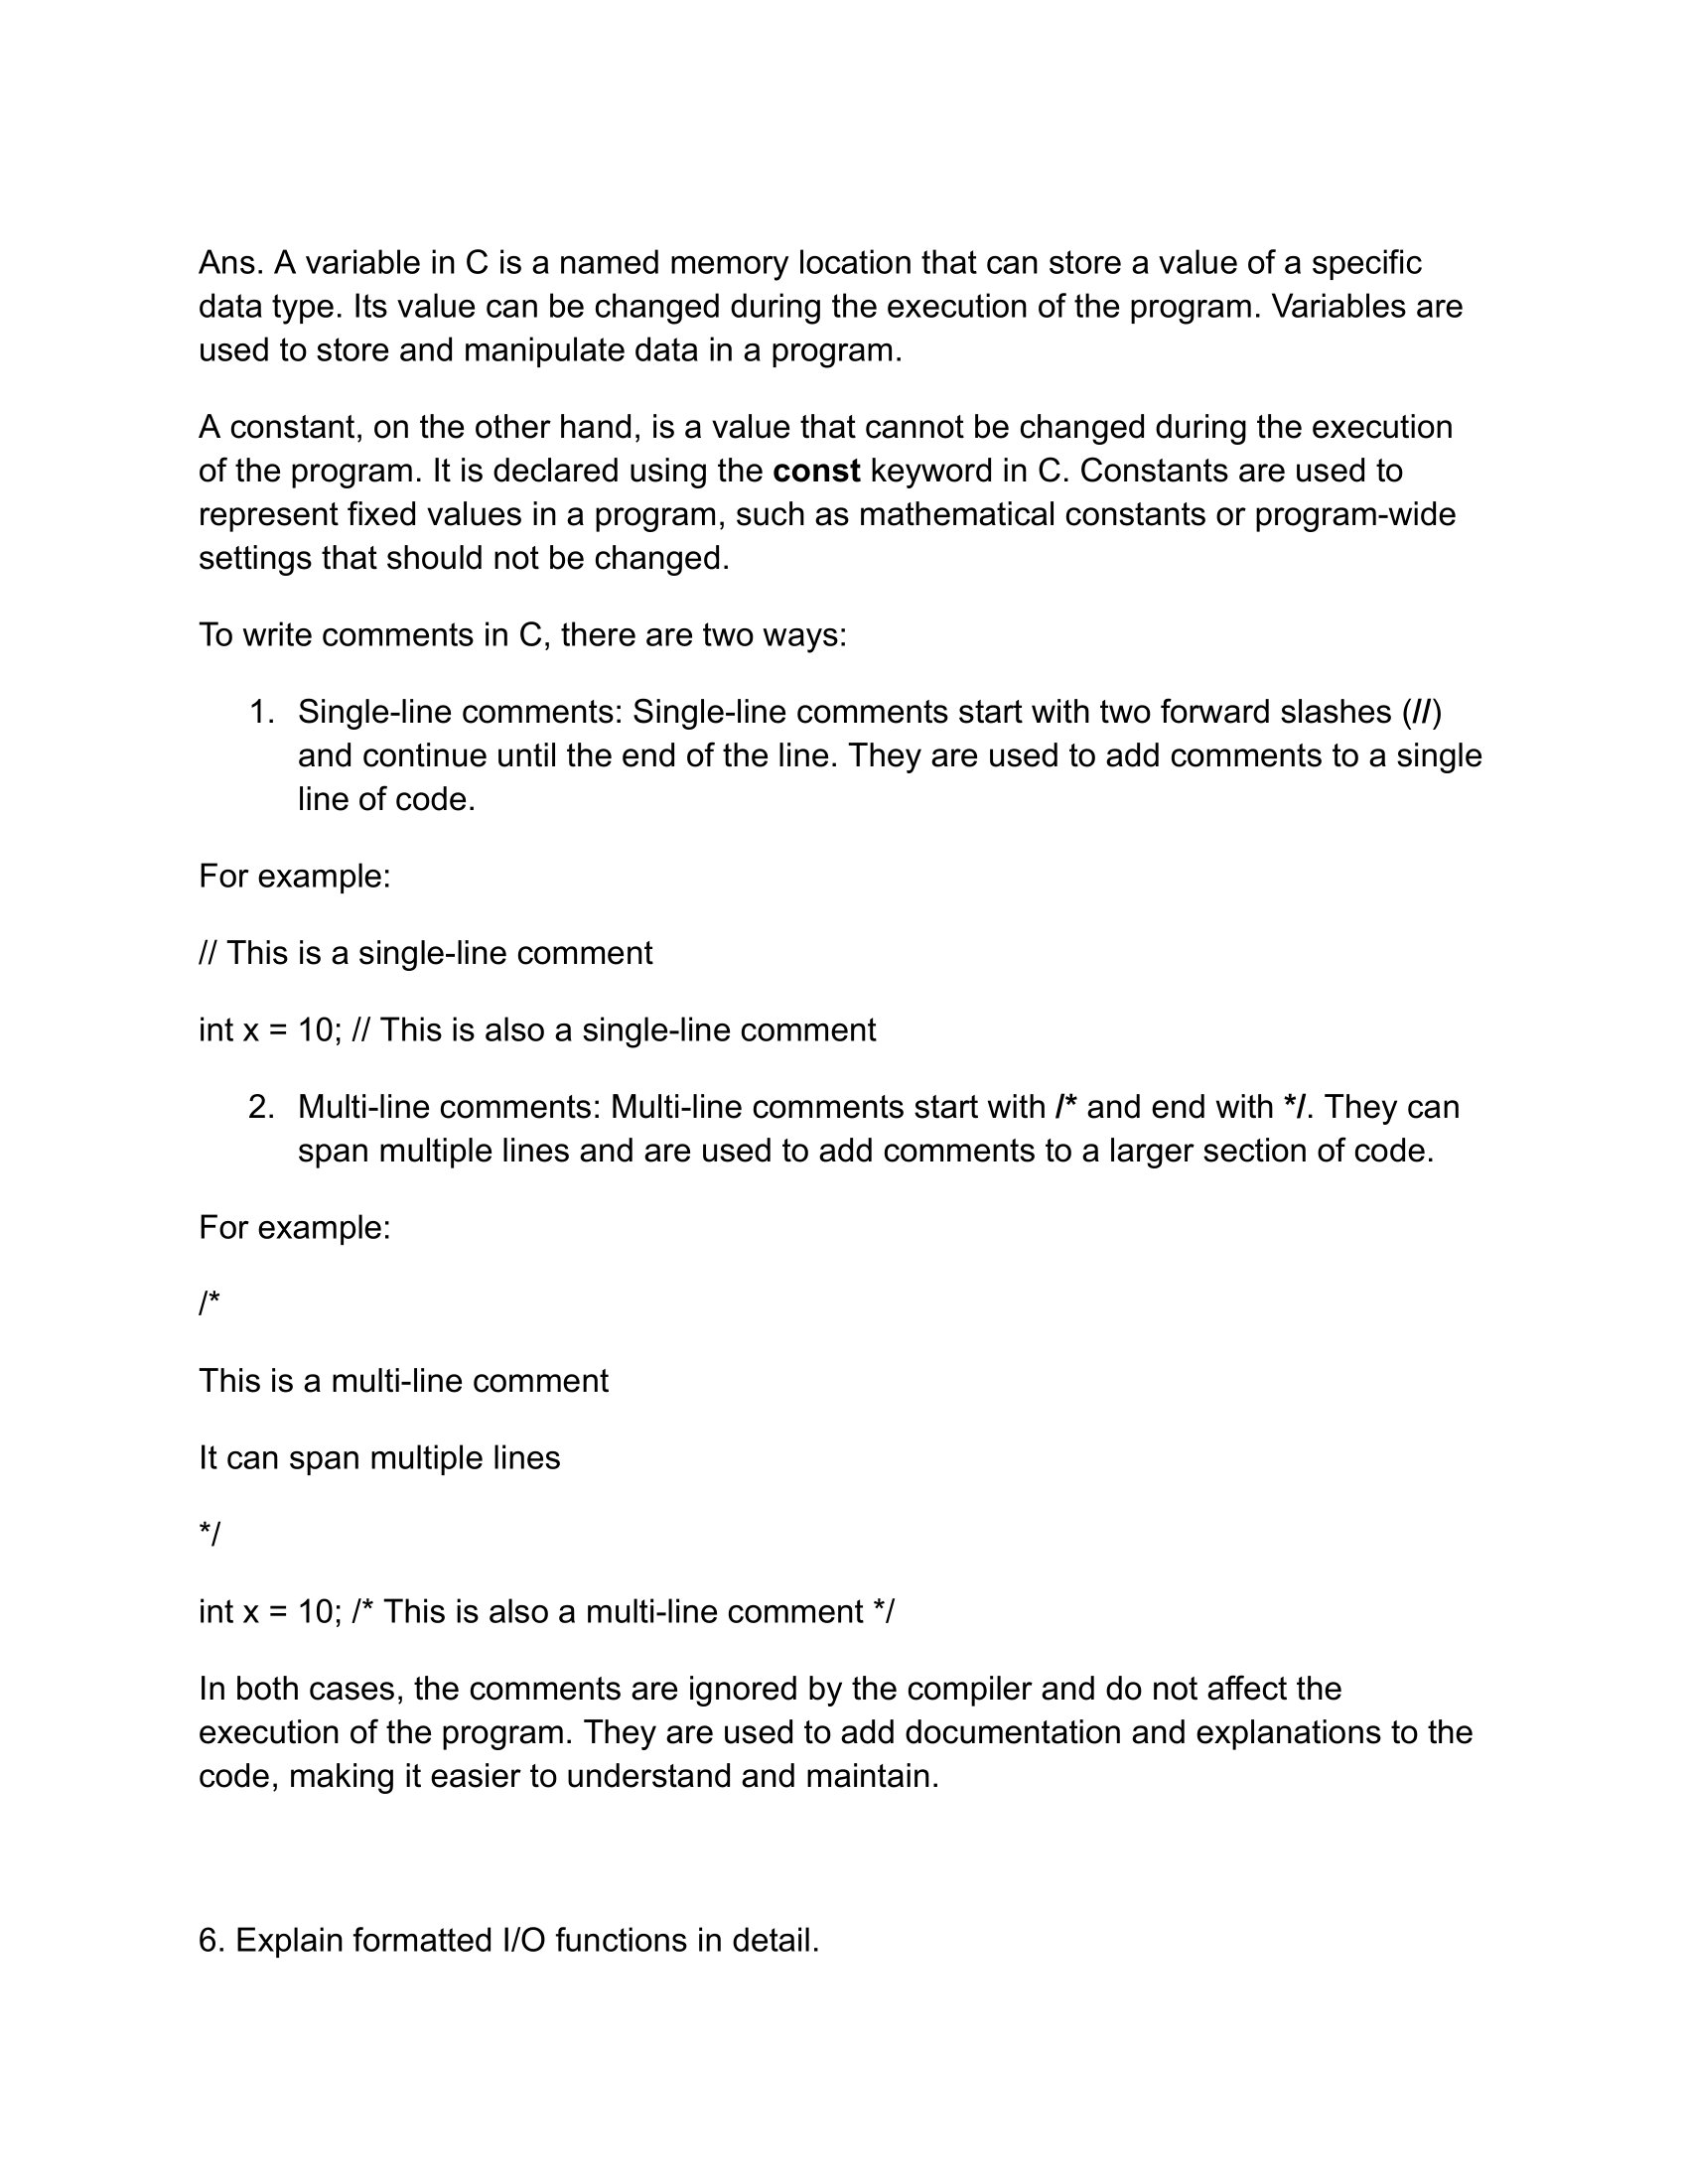 Ans. A variable in C is a named memory location that can store a value of a specific
data type. Its value can be changed during the execution of the program. Variables are
used to store and manipulate data in a program.
A constant, on the other hand, is a value that cannot be changed during the execution
of the program. It is declared using the const keyword in C. Constants are used to
represent fixed values in a program, such as mathematical constants or program-wide
settings that should not be changed.
To write comments in C, there are two ways:
1. Single-line comments: Single-line comments start with two forward slashes (//)
and continue until the end of the line. They are used to add comments to a single
line of code.
For example:
// This is a single-line comment
int x = 10; // This is also a single-line comment
2. Multi-line comments: Multi-line comments start with /* and end with */. They can
span multiple lines and are used to add comments to a larger section of code.
For example:
/*
This is a multi-line comment
It can span multiple lines
*/
int x = 10; /* This is also a multi-line comment */
In both cases, the comments are ignored by the compiler and do not affect the
execution of the program. They are used to add documentation and explanations to the
code, making it easier to understand and maintain.
6. Explain formatted I/O functions in detail.